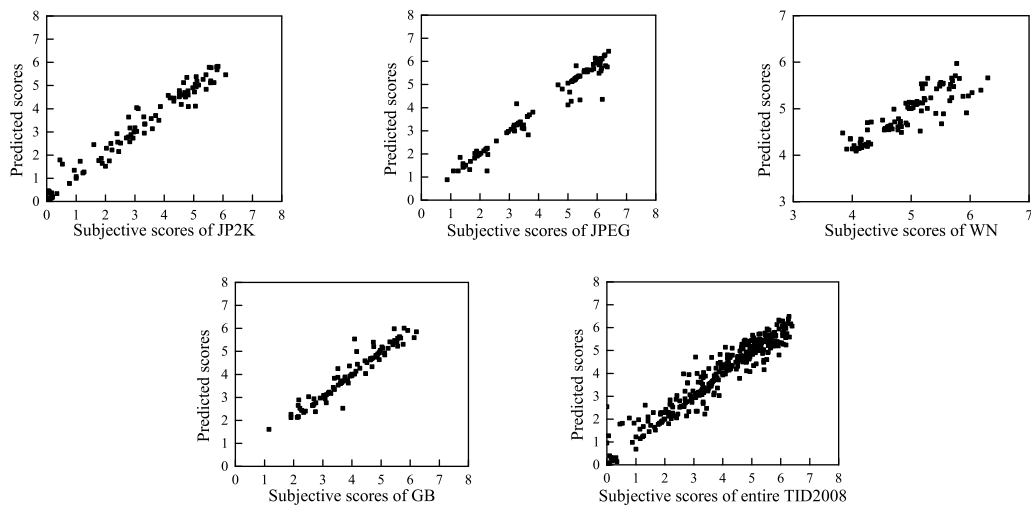 8
7
6
5
4
3
2
1
0
Predicted scores
0 1 2 3 4 5 6 7 8
Subjective scores of JP2K
8
7
6
5
4
3
2
1
0
Predicted scores
0 1 2 3 4 5 6 7 8
Subjective scores of JPEG
7
6
5
4
3
Predicted scores
3 4 5 6 7
Subjective scores of WN
8
7
6
5
4
3
2
1
0
Predicted scores
0 1 2 3 4 5 6 7 8
Subjective scores of GB
8
7
6
5
4
3
2
1
0
Predicted scores
0 1 2 3 4 5 6 7 8
Subjective scores of entire TID2008